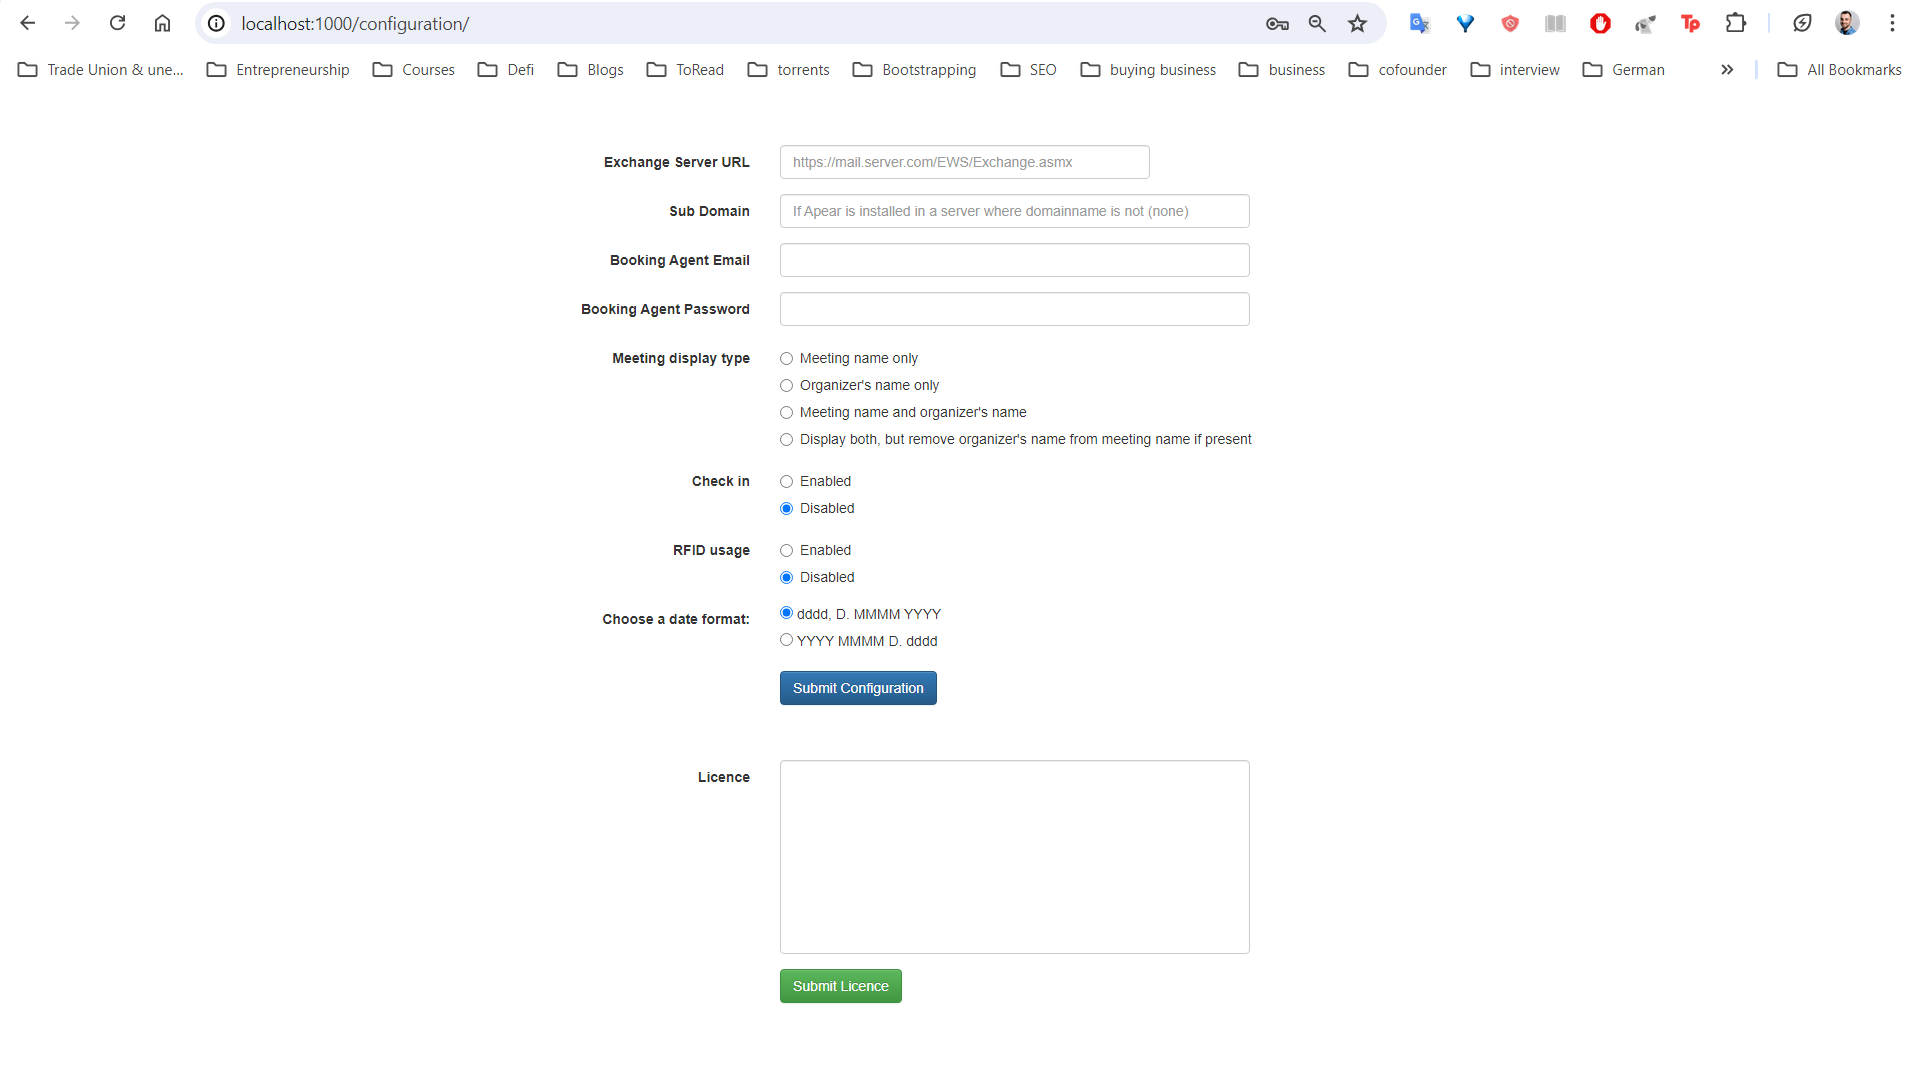 localhost:1000/configuration/
Trade Union & une... Entrepreneurship Courses Defi Blogs ToRead torrents Bootstrapping SEO buying business business cofounder interview German All Bookmarks
Exchange Server URL https://mail.server.com/EWS/Exchange.asmx
Sub Domain If Apear is installed in a server where domainname is not (none)
Booking Agent Email
Booking Agent Password
Meeting display type Meeting name only
Organizer's name only
Meeting name and organizer's name
Display both, but remove organizer's name from meeting name if present
Check in Enabled
Disabled
RFID usage Enabled
Disabled
Choose a date format: dddd, D. MMMM YYYY
YYYY MMMM D. dddd
Submit Configuration
Licence
Submit Licence